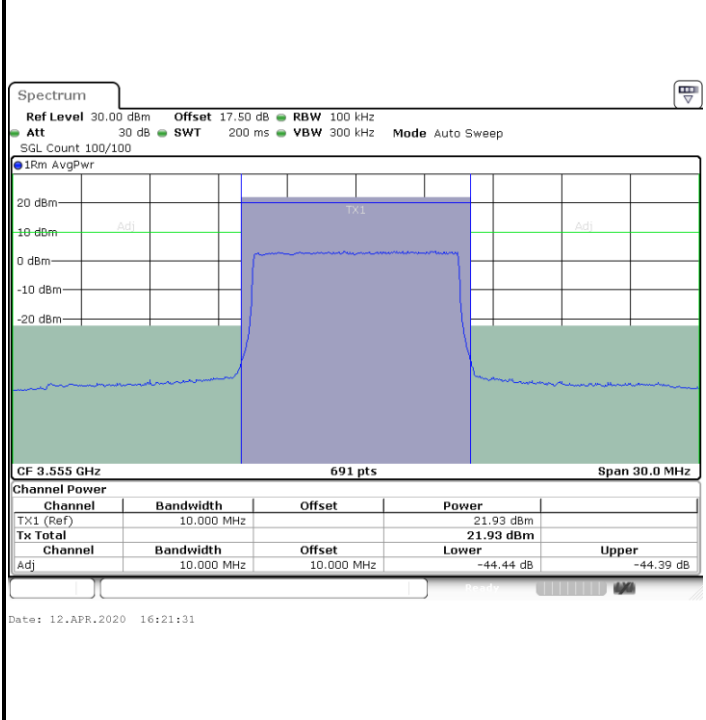 Spectrum
Ref Level 30.00 dBm Offset 17.50 dB RBW 100 kHz
Att 30 dB SWT 200 ms VBW 300 kHz Mode Auto Sweep
SGL Count 100/100
1Rm AvgPwr
20 dBm
TX1
Adj Adj
10 dBm
0 dBm
-10 dBm
-20 dBm
CF 3.555 GHz 691 pts Span 30.0 MHz
Channel Power
Channel Bandwidth Offset Power
TX1 (Ref) 10.000 MHz 21.93 dBm
Tx Total 21.93 dBm
Channel Bandwidth Offset Lower Upper
Adj 10.000 MHz 10.000 MHz -44.44 dB -44.39 dB
Ready
Date: 12.APR.2020 16:21:31